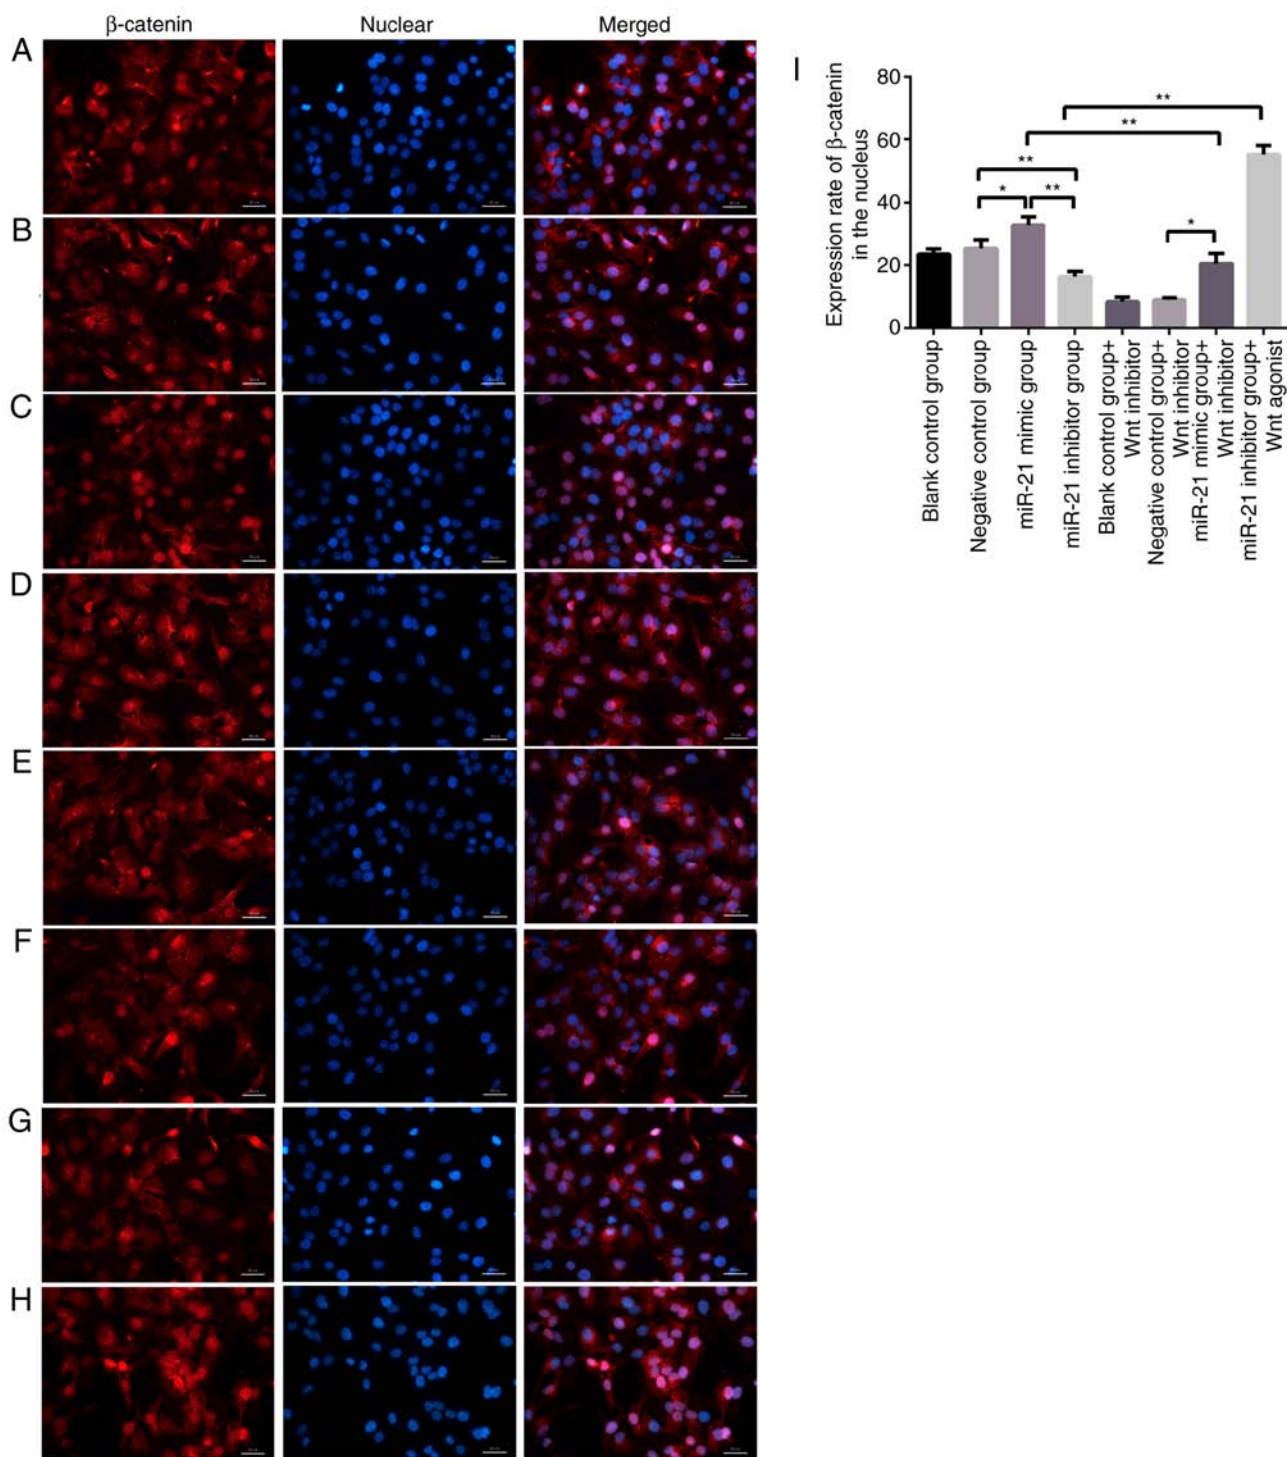 β-catenin
Nuclear
Merged
A
B
C
D
E
F
G
H
I
Expression rate of β-catenin
in the nucleus
80
60
40
20
0
**
**
**
*
**
*
Blank control group
Negative control group
miR-21 mimic group
miR-21 inhibitor group
Blank control group+
Wnt inhibitor
Negative control group+
Wnt inhibitor
miR-21 mimic group+
Wnt inhibitor
miR-21 inhibitor group+
Wnt agonist